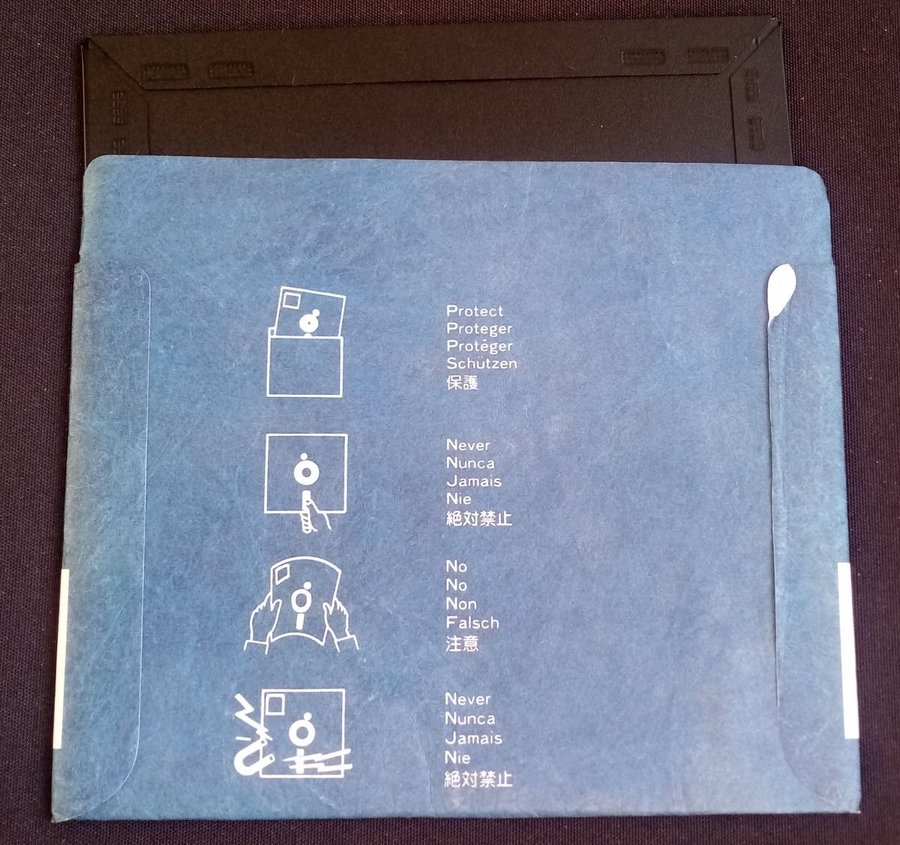 Protect
Proteger
Protéger
Schützen
保護
Never
Nunca
Jamais
Nie
絶対禁止
No
No
Non
Falsch
注意
Never
Nunca
Jamais
Nie
絶対禁止